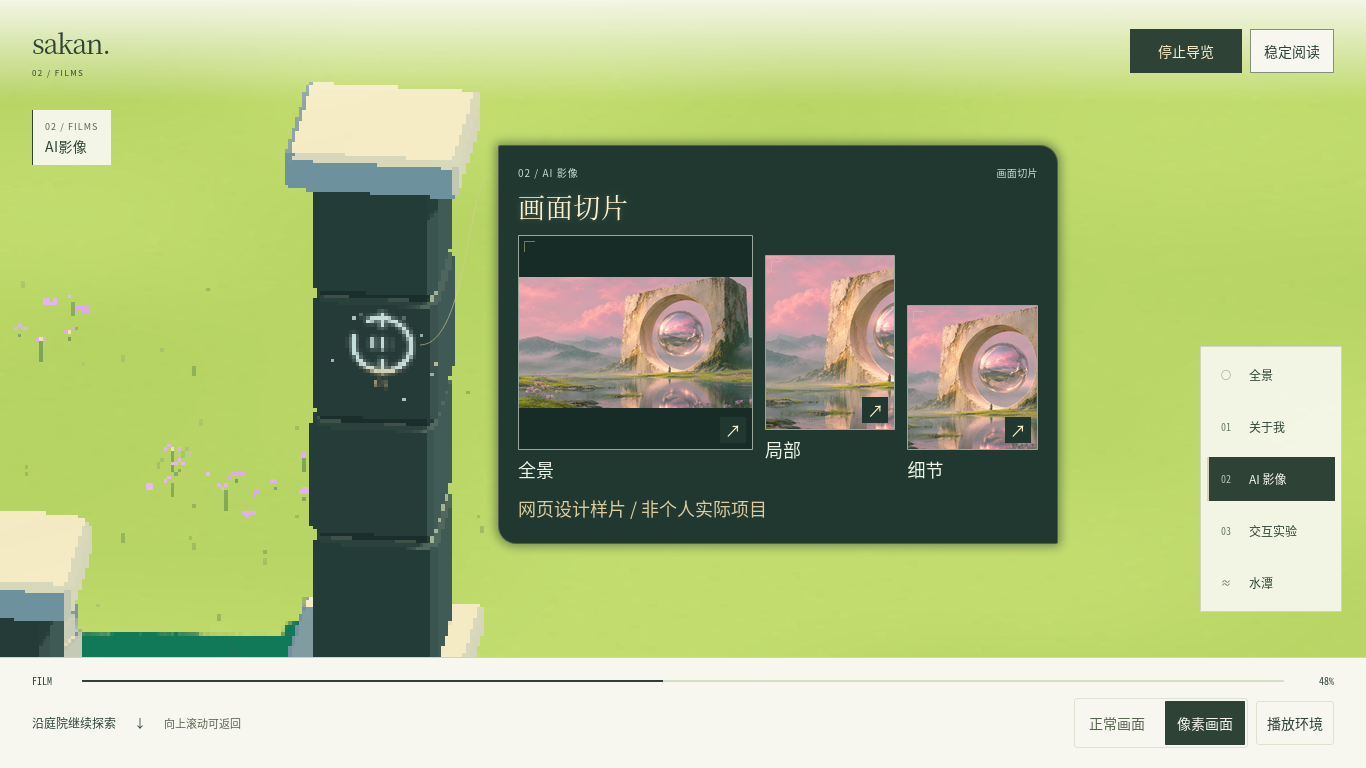 sakan.
02 / FILMS
停止导览
稳定阅读
02 / FILMS
AI影像
02 / AI 影像
画面切片
画面切片
全景
局部
细节
网页设计样片 / 非个人实际项目
全景
01 关于我
02 AI 影像
03 交互实验
≈ 水潭
FILM
48%
沿庭院继续探索 ↓ 向上滚动可返回
正常画面
像素画面
播放环境